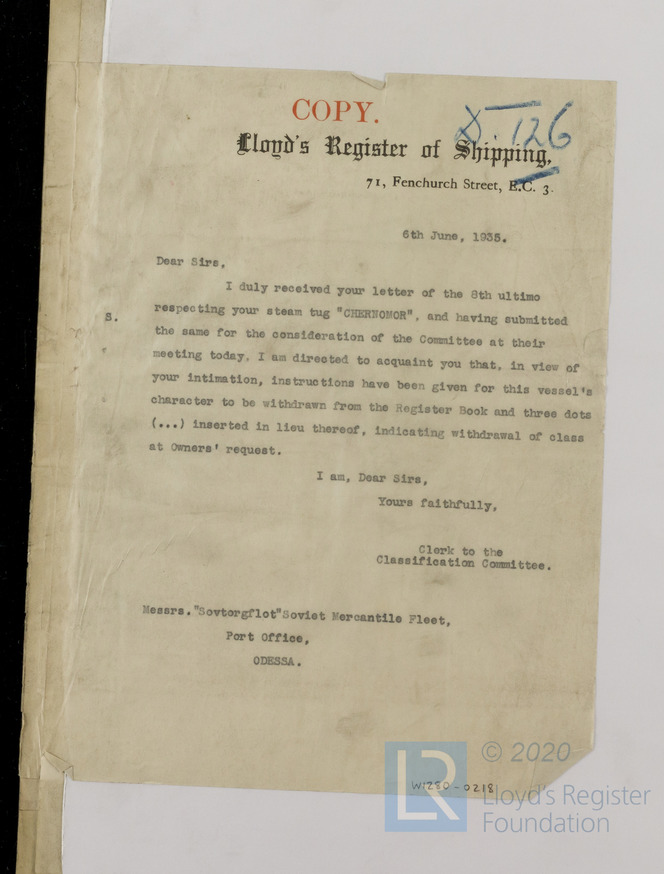 COPY.
D 126
Lloyd's Register of Shipping,
71, Fenchurch Street, E.C. 3.
6th June, 1935.
Dear Sirs,
I duly received your letter of the 8th ultimo
S.
respecting your steam tug "CHERNOMOR", and having submitted
the same for the consideration of the Committee at their
meeting today, I am directed to acquaint you that, in view of
your intimation, instructions have been given for this vessel's
character to be withdrawn from the Register Book and three dots
(...) inserted in lieu thereof, indicating withdrawal of class
at Owners' request.
I am, Dear Sirs,
Yours faithfully,
Clerk to the
Classification Committee.
Messrs."Sovtorgflot"Soviet Mercantile Fleet,
Port Office,
ODESSA.
W1280-0218
LR
© 2020
Lloyd's Register
Foundation